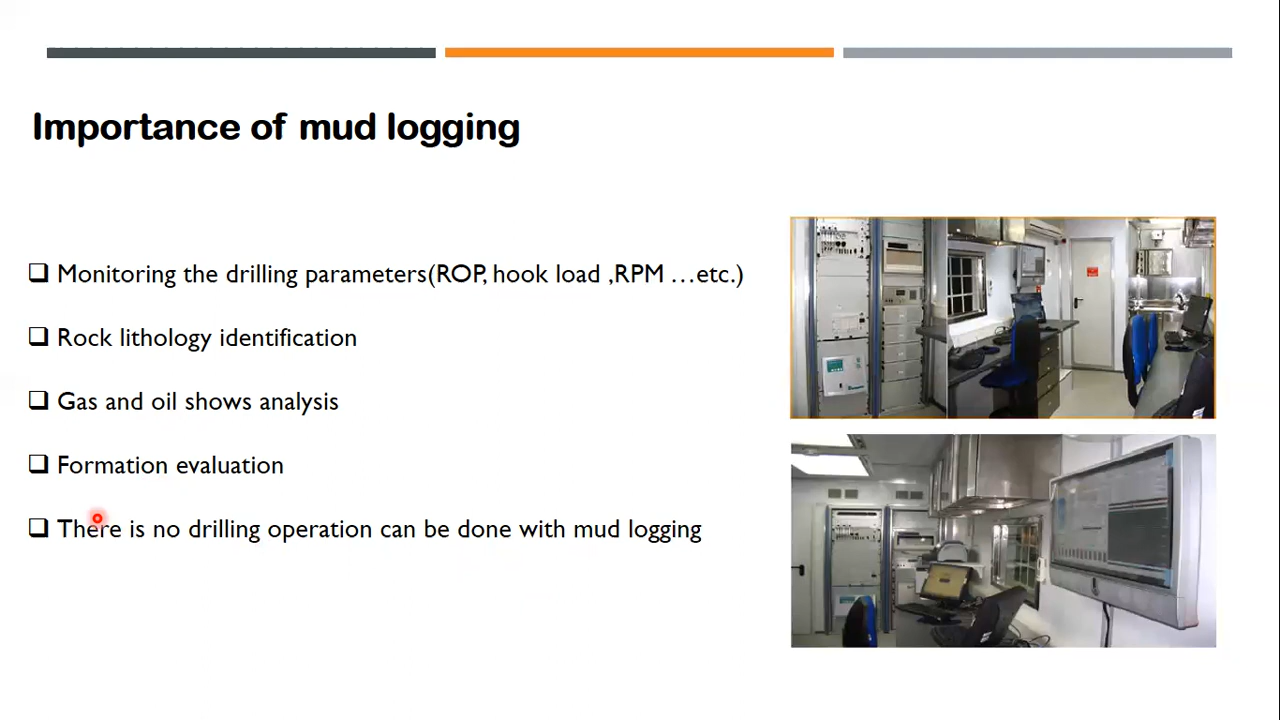 Importance of mud logging
Monitoring the drilling parameters(ROP, hook load ,RPM …etc.)
Rock lithology identification
Gas and oil shows analysis
Formation evaluation
There is no drilling operation can be done with mud logging